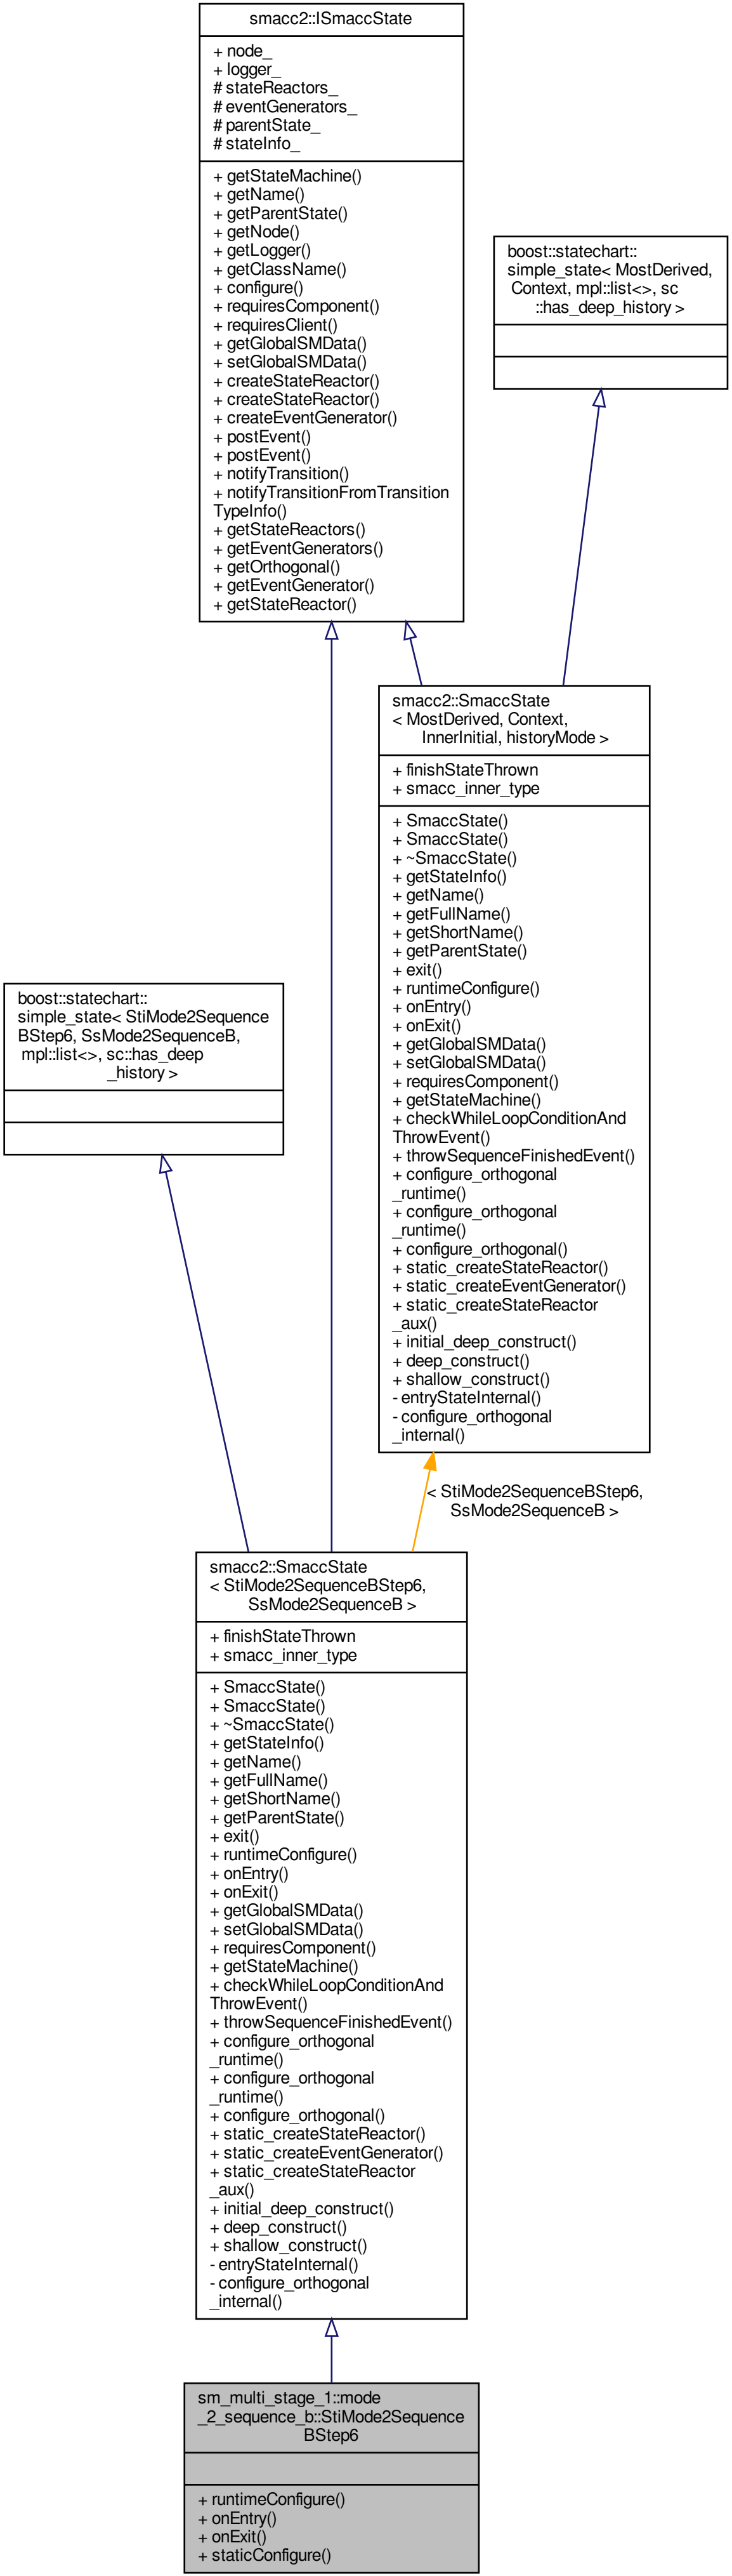 smacc2::ISmaccState
+ node_
+ logger_
# stateReactors_
# eventGenerators_
# parentState_
# stateInfo_
+ getStateMachine()
+ getName()
+ getParentState()
+ getNode()
+ getLogger()
+ getClassName()
+ configure()
+ requiresComponent()
+ requiresClient()
+ getGlobalSMData()
+ setGlobalSMData()
+ createStateReactor()
+ createStateReactor()
+ createEventGenerator()
+ postEvent()
+ postEvent()
+ notifyTransition()
+ notifyTransitionFromTransition
TypeInfo()
+ getStateReactors()
+ getEventGenerators()
+ getOrthogonal()
+ getEventGenerator()
+ getStateReactor()
boost::statechart::
simple_state< MostDerived,
Context, mpl::list<>, sc
::has_deep_history >
smacc2::SmaccState
< MostDerived, Context,
InnerInitial, historyMode >
+ finishStateThrown
+ smacc_inner_type
+ SmaccState()
+ SmaccState()
+ ~SmaccState()
+ getStateInfo()
+ getName()
+ getFullName()
+ getShortName()
+ getParentState()
+ exit()
+ runtimeConfigure()
+ onEntry()
+ onExit()
+ getGlobalSMData()
+ setGlobalSMData()
+ requiresComponent()
+ getStateMachine()
+ checkWhileLoopConditionAnd
ThrowEvent()
+ throwSequenceFinishedEvent()
+ configure_orthogonal
_runtime()
+ configure_orthogonal
_runtime()
+ configure_orthogonal()
+ static_createStateReactor()
+ static_createEventGenerator()
+ static_createStateReactor
_aux()
+ initial_deep_construct()
+ deep_construct()
+ shallow_construct()
- entryStateInternal()
- configure_orthogonal
_internal()
boost::statechart::
simple_state< StiMode2Sequence
BStep6, SsMode2SequenceB,
mpl::list<>, sc::has_deep
_history >
< StiMode2SequenceBStep6,
SsMode2SequenceB >
smacc2::SmaccState
< StiMode2SequenceBStep6,
SsMode2SequenceB >
+ finishStateThrown
+ smacc_inner_type
+ SmaccState()
+ SmaccState()
+ ~SmaccState()
+ getStateInfo()
+ getName()
+ getFullName()
+ getShortName()
+ getParentState()
+ exit()
+ runtimeConfigure()
+ onEntry()
+ onExit()
+ getGlobalSMData()
+ setGlobalSMData()
+ requiresComponent()
+ getStateMachine()
+ checkWhileLoopConditionAnd
ThrowEvent()
+ throwSequenceFinishedEvent()
+ configure_orthogonal
_runtime()
+ configure_orthogonal
_runtime()
+ configure_orthogonal()
+ static_createStateReactor()
+ static_createEventGenerator()
+ static_createStateReactor
_aux()
+ initial_deep_construct()
+ deep_construct()
+ shallow_construct()
- entryStateInternal()
- configure_orthogonal
_internal()
sm_multi_stage_1::mode
_2_sequence_b::StiMode2Sequence
BStep6
+ runtimeConfigure()
+ onEntry()
+ onExit()
+ staticConfigure()